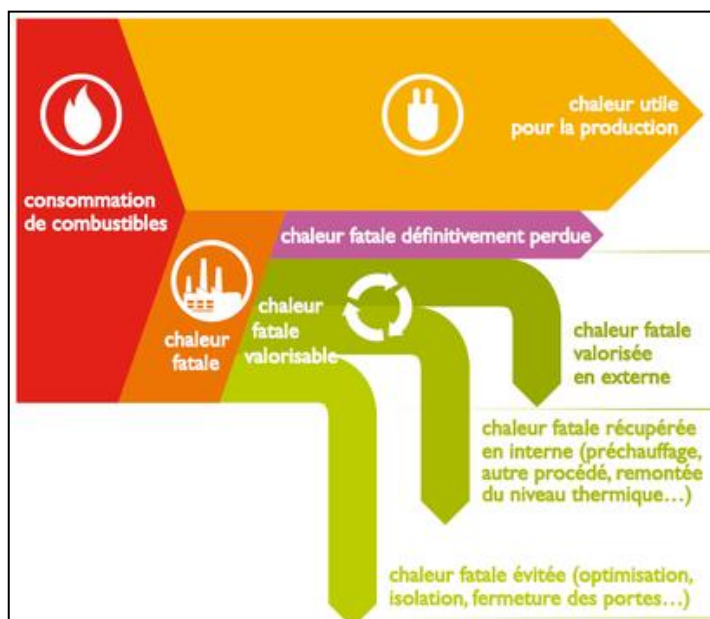 chaleur utile
pour la production
consommation
de combustibles
chaleur fatale définitivement perdue
chaleur
fatale
chaleur
fatale
valorisable
chaleur fatale
valorisée
en externe
chaleur fatale récupérée
en interne (préchauffage,
autre procédé, remontée
du niveau thermique...)
chaleur fatale évitée (optimisation,
isolation, fermeture des portes...)